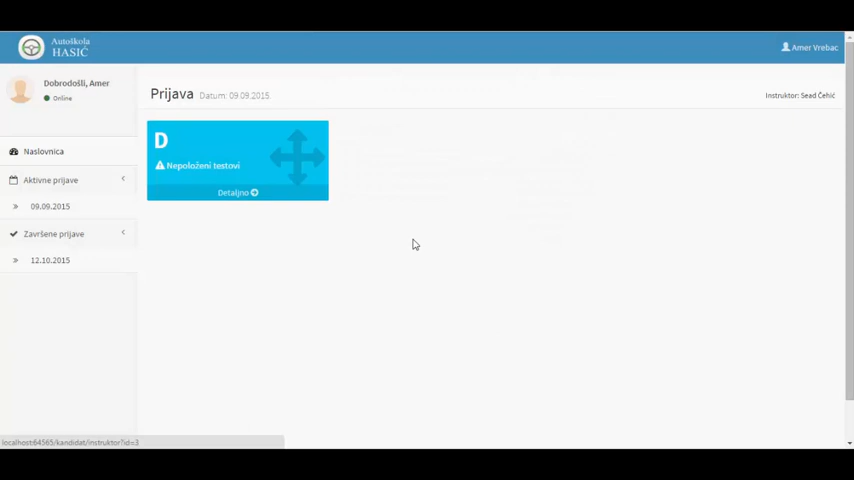 Autoškola
HASIĆ
Amer Vrebac
Dobrodošli, Amer
Online
Naslovnica
Aktivne prijave
09.09.2015
Završene prijave
12.10.2015
Prijava Datum: 09.09.2015.
Instruktor: Sead Čehić
D
Nepoloženi testovi
Detaljno
localhost:64565/kandidat/instruktor?id=3